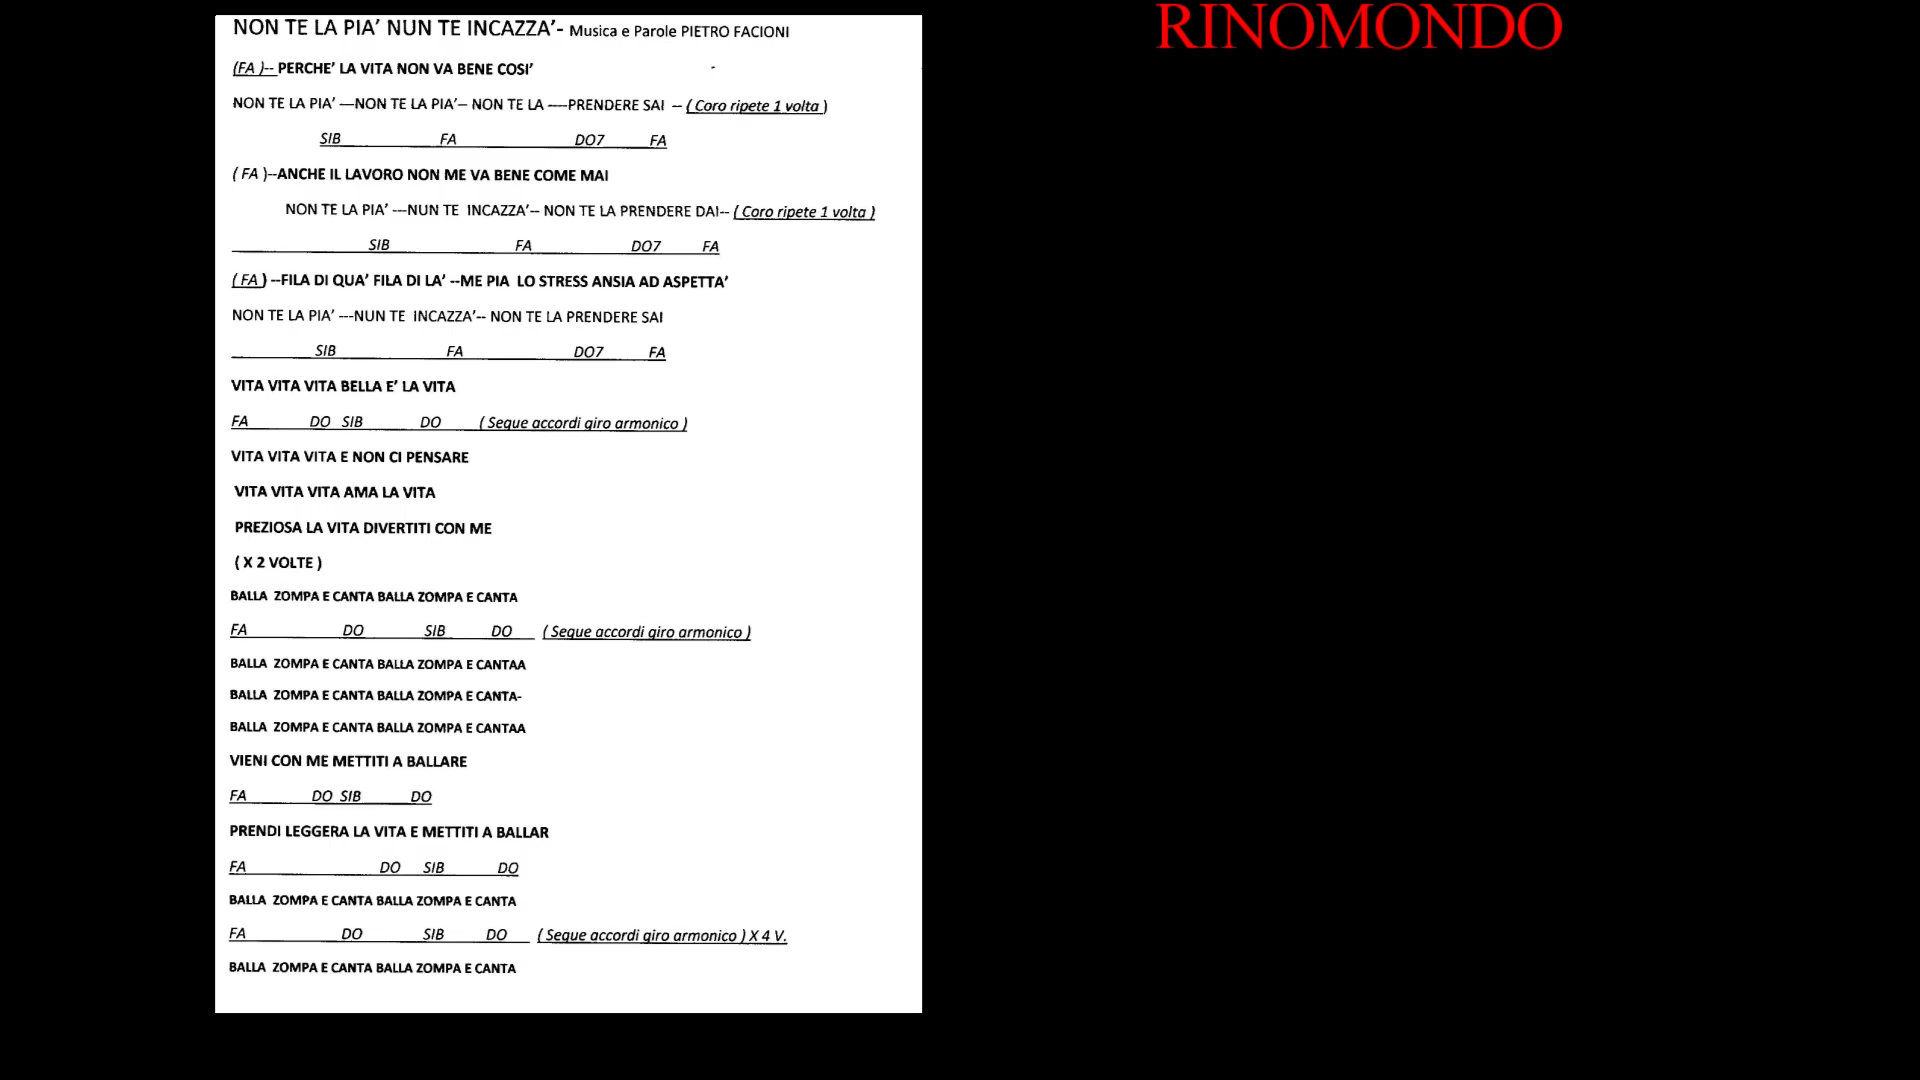 RINOMONDO
NON TE LA PIA’ NUN TE INCAZZA’- Musica e Parole PIETRO FACIONI
(FA )-- PERCHE’ LA VITA NON VA BENE COSI’
NON TE LA PIA’ ---NON TE LA PIA’-- NON TE LA ----PRENDERE SAI -- ( Coro ripete 1 volta )
SIB FA DO7 FA
( FA )--ANCHE IL LAVORO NON ME VA BENE COME MAI
NON TE LA PIA’ ---NUN TE INCAZZA’-- NON TE LA PRENDERE DAI-- ( Coro ripete 1 volta )
SIB FA DO7 FA
( FA ) --FILA DI QUA’ FILA DI LA’ --ME PIA LO STRESS ANSIA AD ASPETTA’
NON TE LA PIA’ ---NUN TE INCAZZA’-- NON TE LA PRENDERE SAI
SIB FA DO7 FA
VITA VITA VITA BELLA E’ LA VITA
FA DO SIB DO ( Segue accordi giro armonico )
VITA VITA VITA E NON CI PENSARE
VITA VITA VITA AMA LA VITA
PREZIOSA LA VITA DIVERTITI CON ME
( X 2 VOLTE )
BALLA ZOMPA E CANTA BALLA ZOMPA E CANTA
FA DO SIB DO ( Segue accordi giro armonico )
BALLA ZOMPA E CANTA BALLA ZOMPA E CANTAA
BALLA ZOMPA E CANTA BALLA ZOMPA E CANTA-
BALLA ZOMPA E CANTA BALLA ZOMPA E CANTAA
VIENI CON ME METTITI A BALLARE
FA DO SIB DO
PRENDI LEGGERA LA VITA E METTITI A BALLAR
FA DO SIB DO
BALLA ZOMPA E CANTA BALLA ZOMPA E CANTA
FA DO SIB DO ( Segue accordi giro armonico ) X 4 V.
BALLA ZOMPA E CANTA BALLA ZOMPA E CANTA